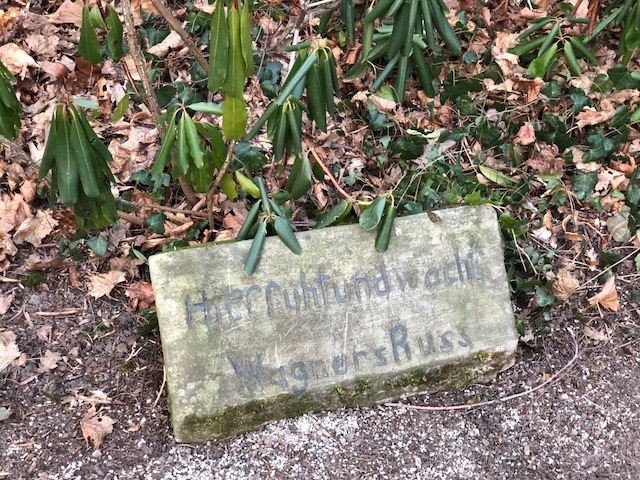 Hier ruht und wacht
Wagners Russ